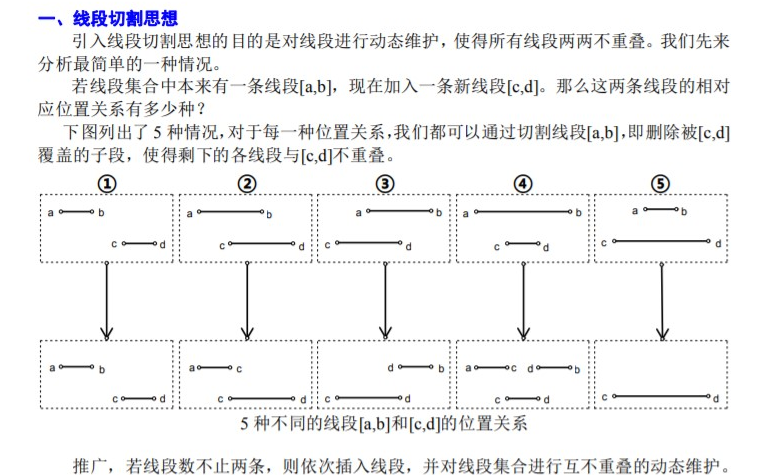 一、线段切割思想
引入线段切割思想的目的是对线段进行动态维护，使得所有线段两两不重叠。我们先来
分析最简单的一种情况。
若线段集合中本来有一条线段[a,b]，现在加入一条新线段[c,d]。那么这两条线段的相对
应位置关系有多少种？
下图列出了 5 种情况，对于每一种位置关系，我们都可以通过切割线段[a,b]，即删除被[c,d]
覆盖的子段，使得剩下的各线段与[c,d]不重叠。
① ② ③ ④ ⑤
a b a b a b a b a b
c d c d c d c d c d
a b a c d b a c d b
c d c d c d c d c d
5 种不同的线段[a,b]和[c,d]的位置关系
推广，若线段数不止两条，则依次插入线段，并对线段集合进行互不重叠的动态维护。